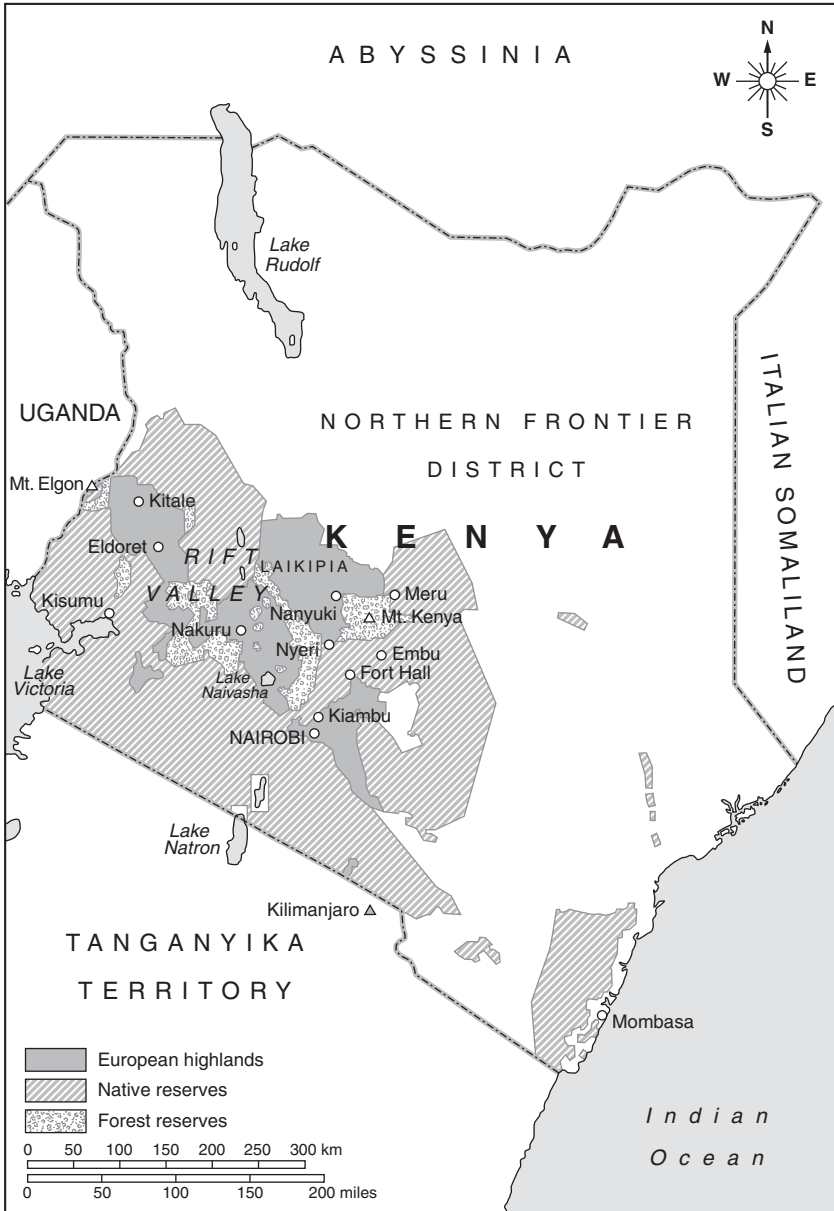 ABYSSINIA
N
W E
S
Lake
Rudolf
UGANDA
NORTHERN FRONTIER
DISTRICT
ITALIAN SOMALILAND
Mt. Elgon
Kitale
KENYA
Eldoret
RIFT
LAIKIPIA
VALLEY
Meru
Kisumu
Nanyuki
Mt. Kenya
Nakuru
Nyeri
Embu
Lake
Victoria
Lake
Naivasha
Fort Hall
Kiambu
NAIROBI
Lake
Natron
Kilimanjaro
TANGANYIKA
TERRITORY
Mombasa
European highlands
Native reserves
Forest reserves
Indian
Ocean
0 50 100 150 200 250 300 km
0 50 100 150 200 miles